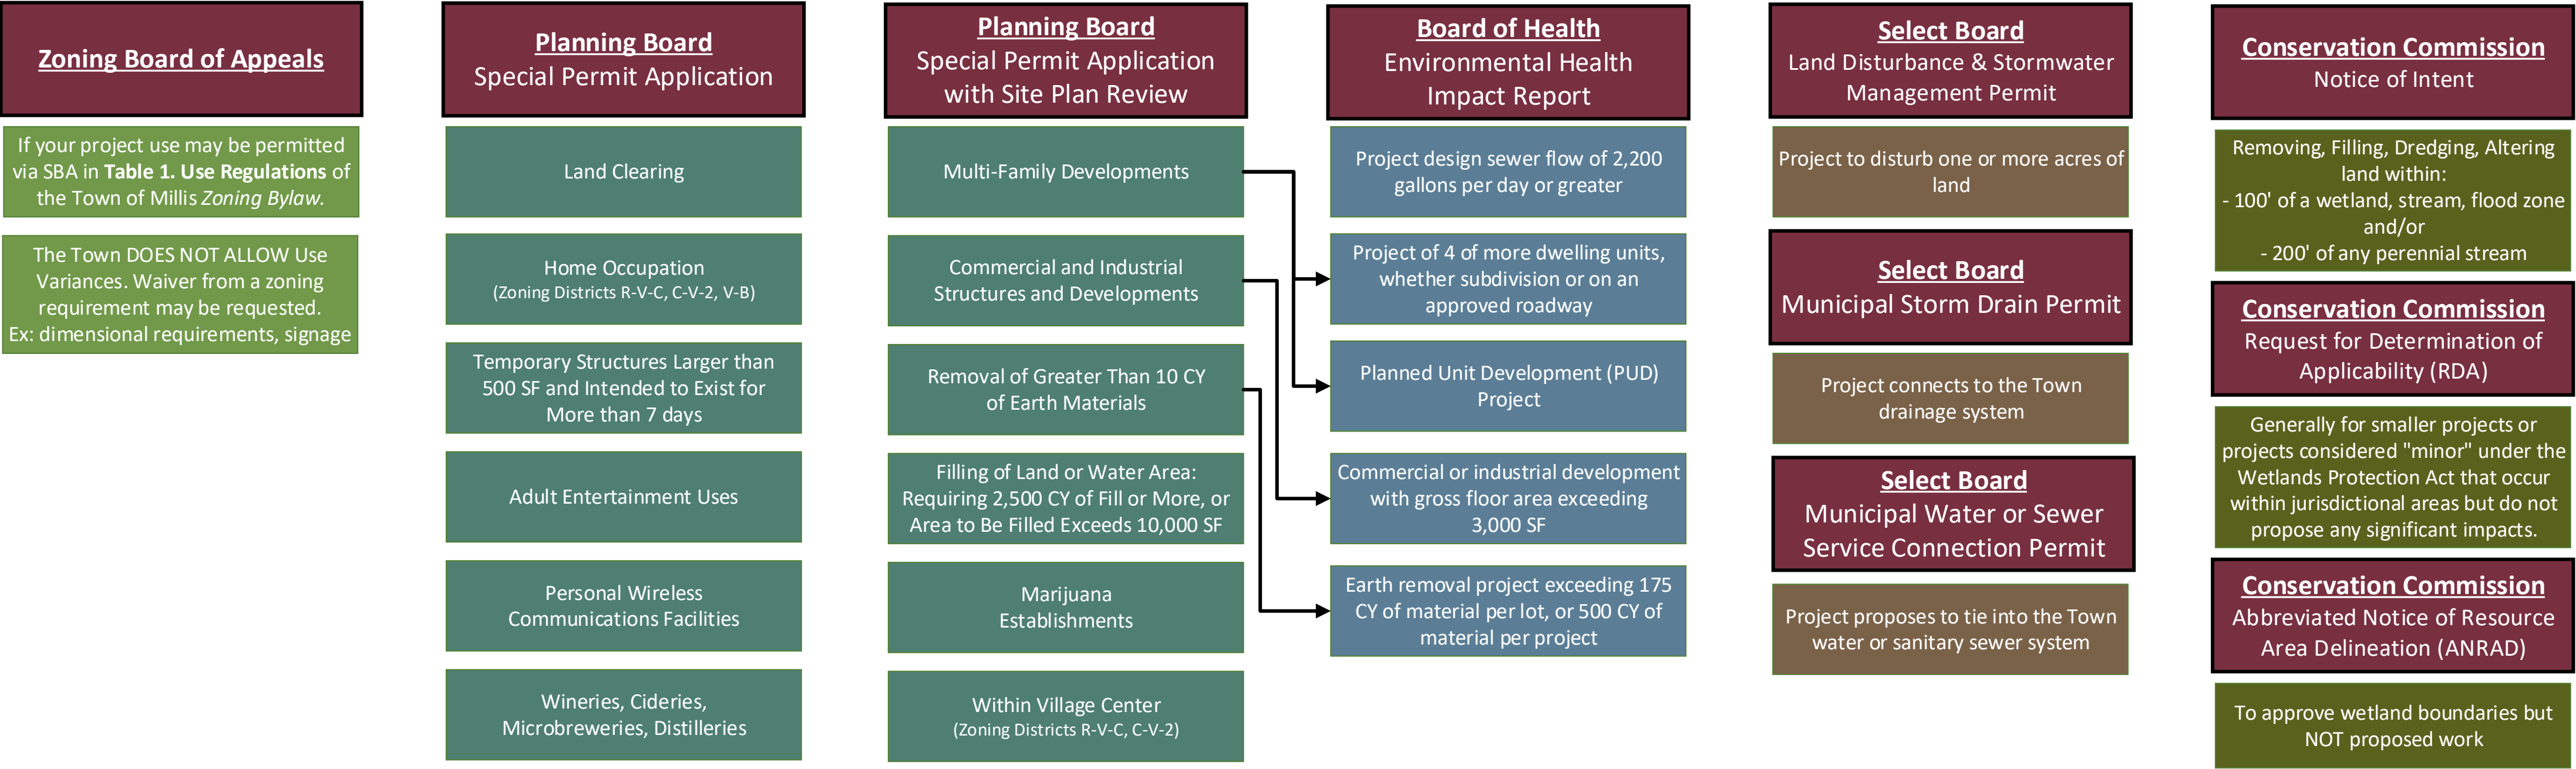 Zoning Board of Appeals
If your project use may be permitted
via SBA in Table 1. Use Regulations of
the Town of Millis Zoning Bylaw.
The Town DOES NOT ALLOW Use
Variances. Waiver from a zoning
requirement may be requested.
Ex: dimensional requirements, signage
Planning Board
Special Permit Application
Land Clearing
Home Occupation
(Zoning Districts R-V-C, C-V-2, V-B)
Temporary Structures Larger than
500 SF and Intended to Exist for
More than 7 days
Adult Entertainment Uses
Personal Wireless
Communications Facilities
Wineries, Cideries,
Microbreweries, Distilleries
Planning Board
Special Permit Application
with Site Plan Review
Multi-Family Developments
Commercial and Industrial
Structures and Developments
Removal of Greater Than 10 CY
of Earth Materials
Filling of Land or Water Area:
Requiring 2,500 CY of Fill or More, or
Area to Be Filled Exceeds 10,000 SF
Marijuana
Establishments
Within Village Center
(Zoning Districts R-V-C, C-V-2)
Board of Health
Environmental Health
Impact Report
Project design sewer flow of 2,200
gallons per day or greater
Project of 4 of more dwelling units,
whether subdivision or on an
approved roadway
Planned Unit Development (PUD)
Project
Commercial or industrial development
with gross floor area exceeding
3,000 SF
Earth removal project exceeding 175
CY of material per lot, or 500 CY of
material per project
Select Board
Land Disturbance & Stormwater
Management Permit
Project to disturb one or more acres of
land
Select Board
Municipal Storm Drain Permit
Project connects to the Town
drainage system
Select Board
Municipal Water or Sewer
Service Connection Permit
Project proposes to tie into the Town
water or sanitary sewer system
Conservation Commission
Notice of Intent
Removing, Filling, Dredging, Altering
land within:
- 100' of a wetland, stream, flood zone
and/or
- 200' of any perennial stream
Conservation Commission
Request for Determination of
Applicability (RDA)
Generally for smaller projects or
projects considered "minor" under the
Wetlands Protection Act that occur
within jurisdictional areas but do not
propose any significant impacts.
Conservation Commission
Abbreviated Notice of Resource
Area Delineation (ANRAD)
To approve wetland boundaries but
NOT proposed work